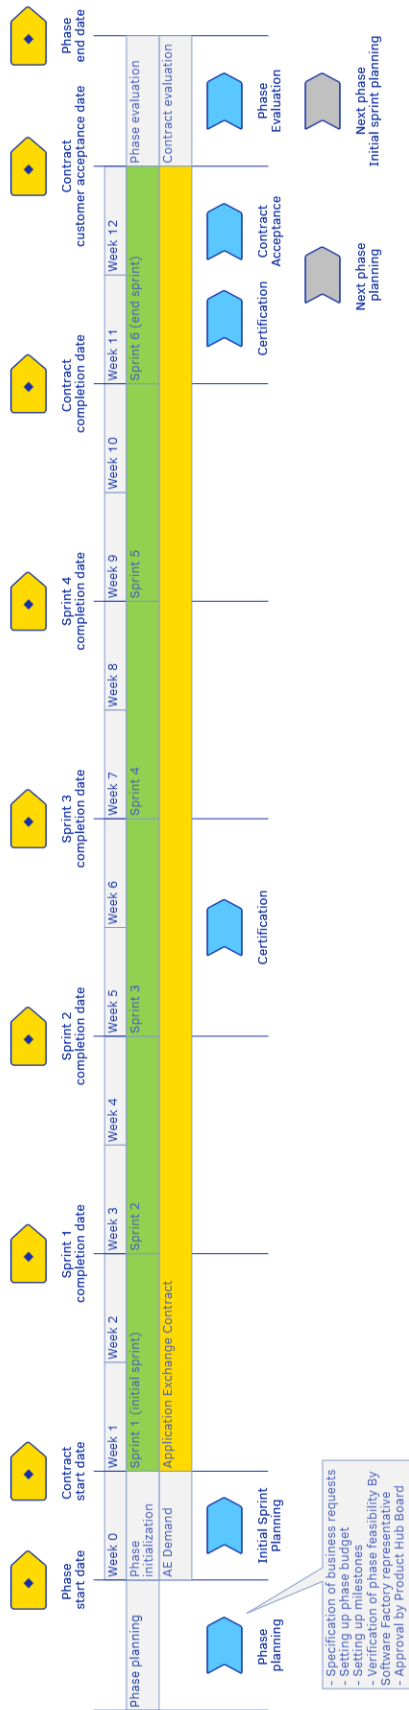 Phase
start date
Contract
start date
Sprint 1
completion date
Sprint 2
completion date
Sprint 3
completion date
Sprint 4
completion date
Contract
completion date
Contract
customer acceptance date
Phase
end date
Week 0
Week 1
Week 2
Week 3
Week 4
Week 5
Week 6
Week 7
Week 8
Week 9
Week 10
Week 11
Week 12
Phase planning
Phase
initialization
Sprint 1 (initial sprint)
Sprint 2
Sprint 3
Sprint 4
Sprint 5
Sprint 6 (end sprint)
Phase evaluation
AE Demand
Application Exchange Contract
Contract evaluation
Phase
planning
Initial Sprint
Planning
Certification
Certification
Contract
Acceptance
Phase
Evaluation
- Specification of business requests
- Setting up phase budget
- Setting up milestones
- Verification of phase feasibility By
Software Factory representative
- Approval by Product Hub Board
Next phase
planning
Next phase
Initial sprint planning